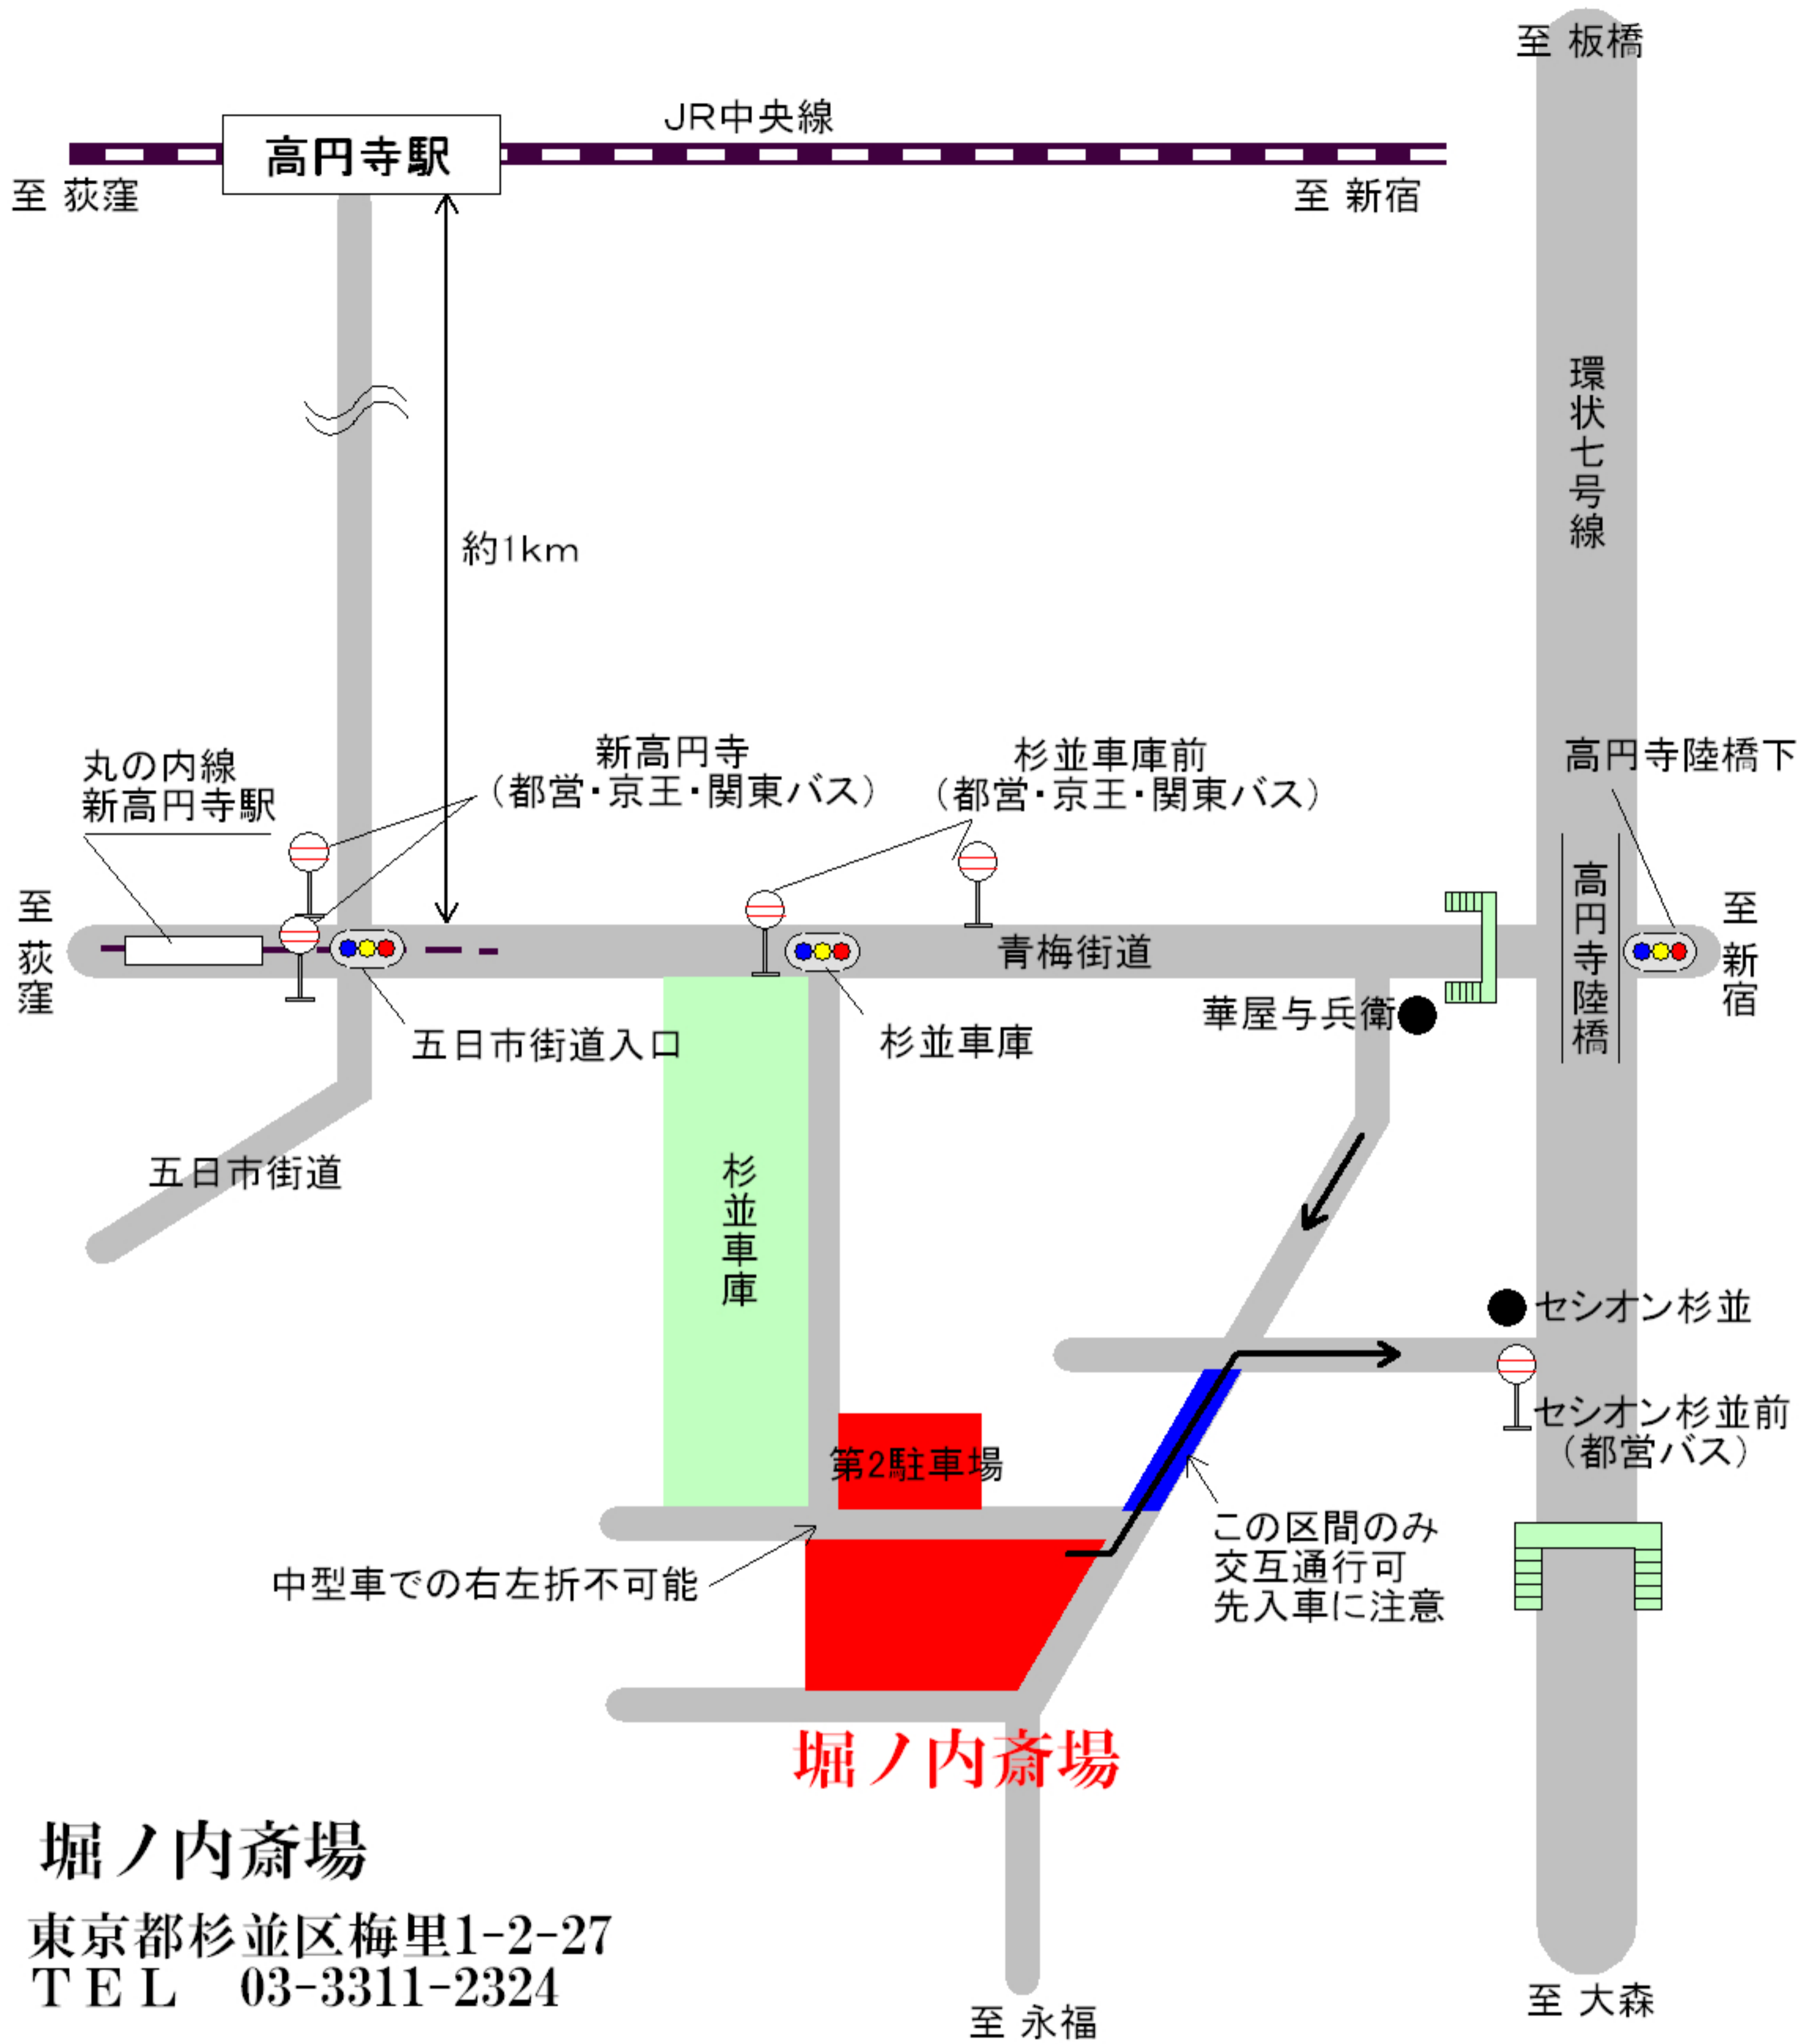 至 板橋
JR中央線
高円寺駅
至 荻窪
至 新宿
環状七号線
約1km
丸の内線
新高円寺駅
新高円寺
（都営・京王・関東バス）
杉並車庫前
（都営・京王・関東バス）
高円寺陸橋下
至 荻窪
青梅街道
高円寺陸橋
至 新宿
華屋与兵衛
五日市街道入口
杉並車庫
五日市街道
杉並車庫
セシオン杉並
セシオン杉並前
（都営バス）
第2駐車場
この区間のみ
交互通行可
先入車に注意
中型車での右左折不可能
堀ノ内斎場
堀ノ内斎場
東京都杉並区梅里1-2-27
ＴＥＬ　03-3311-2324
至 永福
至 大森